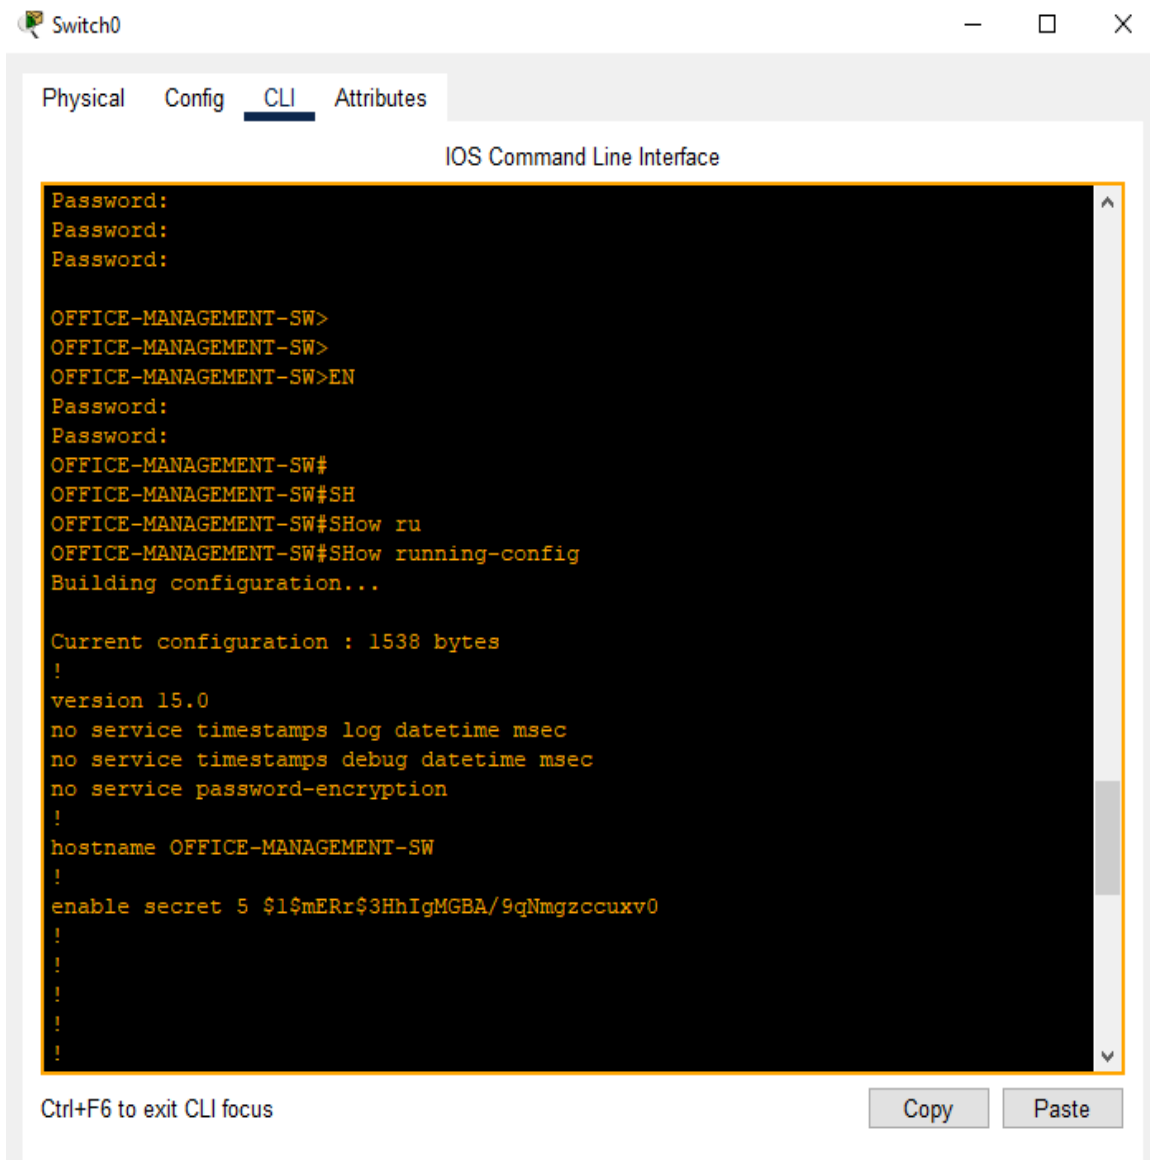 Switch0
Physical Config CLI Attributes
IOS Command Line Interface
Password:
Password:
Password:
OFFICE-MANAGEMENT-SW>
OFFICE-MANAGEMENT-SW>
OFFICE-MANAGEMENT-SW>EN
Password:
Password:
OFFICE-MANAGEMENT-SW#
OFFICE-MANAGEMENT-SW#SH
OFFICE-MANAGEMENT-SW#SHow ru
OFFICE-MANAGEMENT-SW#SHow running-config
Building configuration...
Current configuration : 1538 bytes
!
version 15.0
no service timestamps log datetime msec
no service timestamps debug datetime msec
no service password-encryption
!
hostname OFFICE-MANAGEMENT-SW
!
enable secret 5 $1$mERr$3HhIgMGBA/9qNmgzccuxv0
!
!
!
!
!
Ctrl+F6 to exit CLI focus
Copy Paste